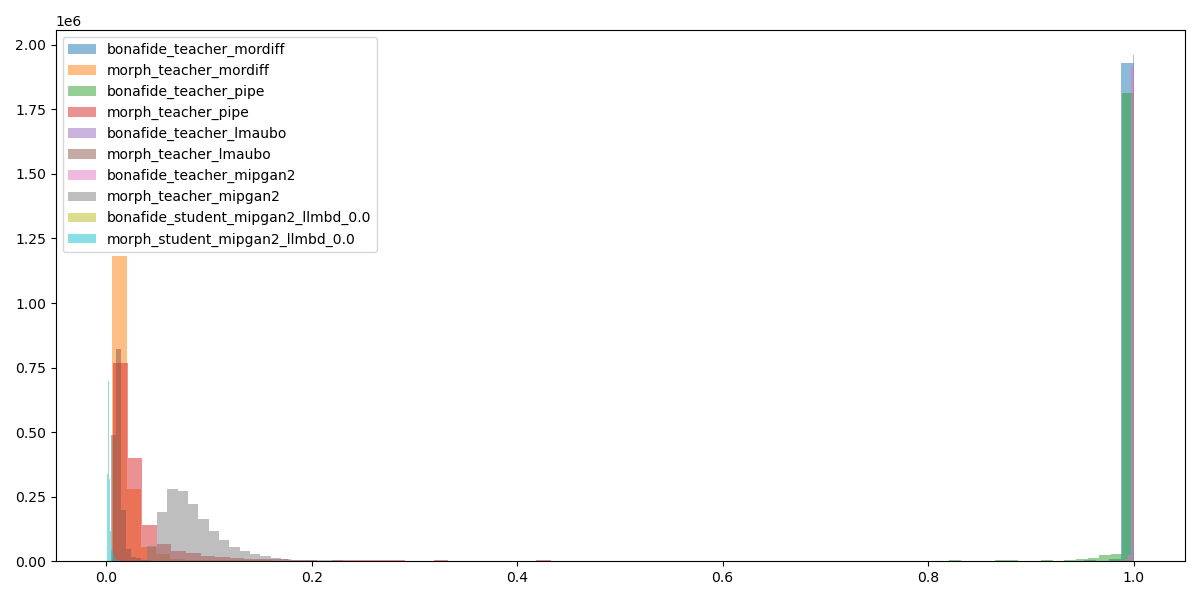 1e6
2.00
1.75
1.50
1.25
1.00
0.75
0.50
0.25
0.00
bonafide_teacher_mordiff
morph_teacher_mordiff
bonafide_teacher_pipe
morph_teacher_pipe
bonafide_teacher_lmaubo
morph_teacher_lmaubo
bonafide_teacher_mipgan2
morph_teacher_mipgan2
bonafide_student_mipgan2_llmbd_0.0
morph_student_mipgan2_llmbd_0.0
0.0 0.2 0.4 0.6 0.8 1.0